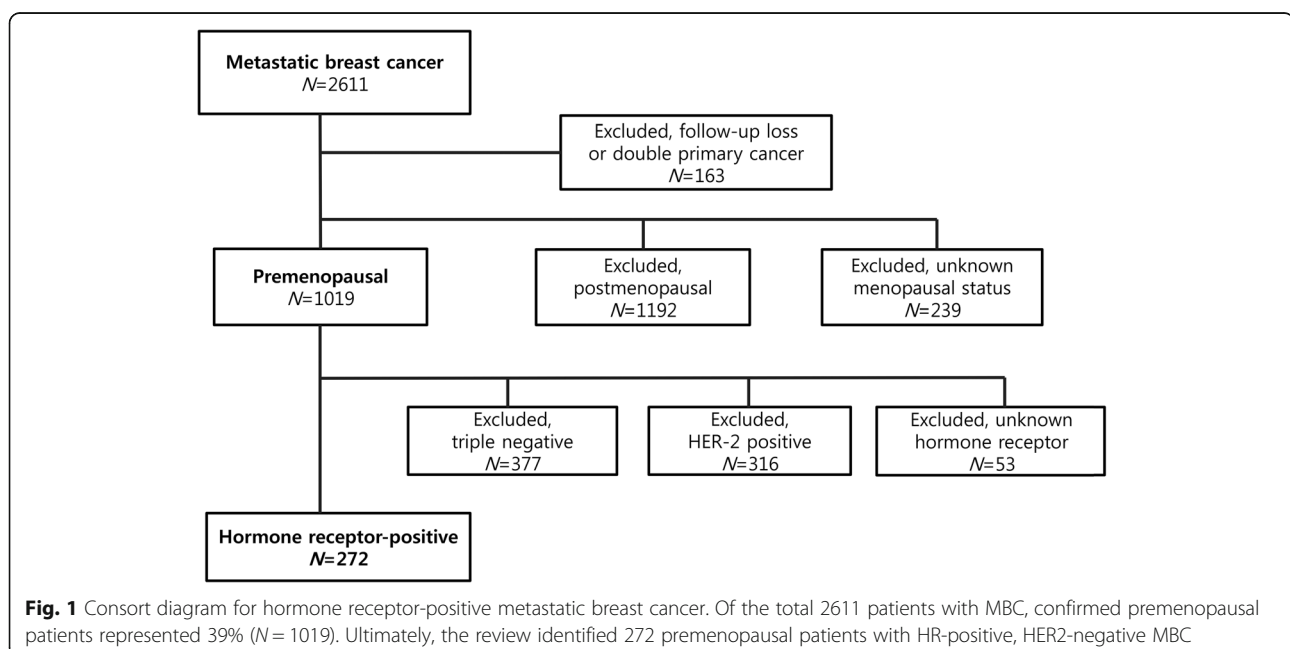 Metastatic breast cancer
N=2611
Excluded, follow-up loss
or double primary cancer
N=163
Premenopausal
N=1019
Excluded,
postmenopausal
N=1192
Excluded, unknown
menopausal status
N=239
Excluded,
triple negative
N=377
Excluded,
HER-2 positive
N=316
Excluded, unknown
hormone receptor
N=53
Hormone receptor-positive
N=272
Fig. 1 Consort diagram for hormone receptor-positive metastatic breast cancer. Of the total 2611 patients with MBC, confirmed premenopausal
patients represented 39% (N = 1019). Ultimately, the review identified 272 premenopausal patients with HR-positive, HER2-negative MBC